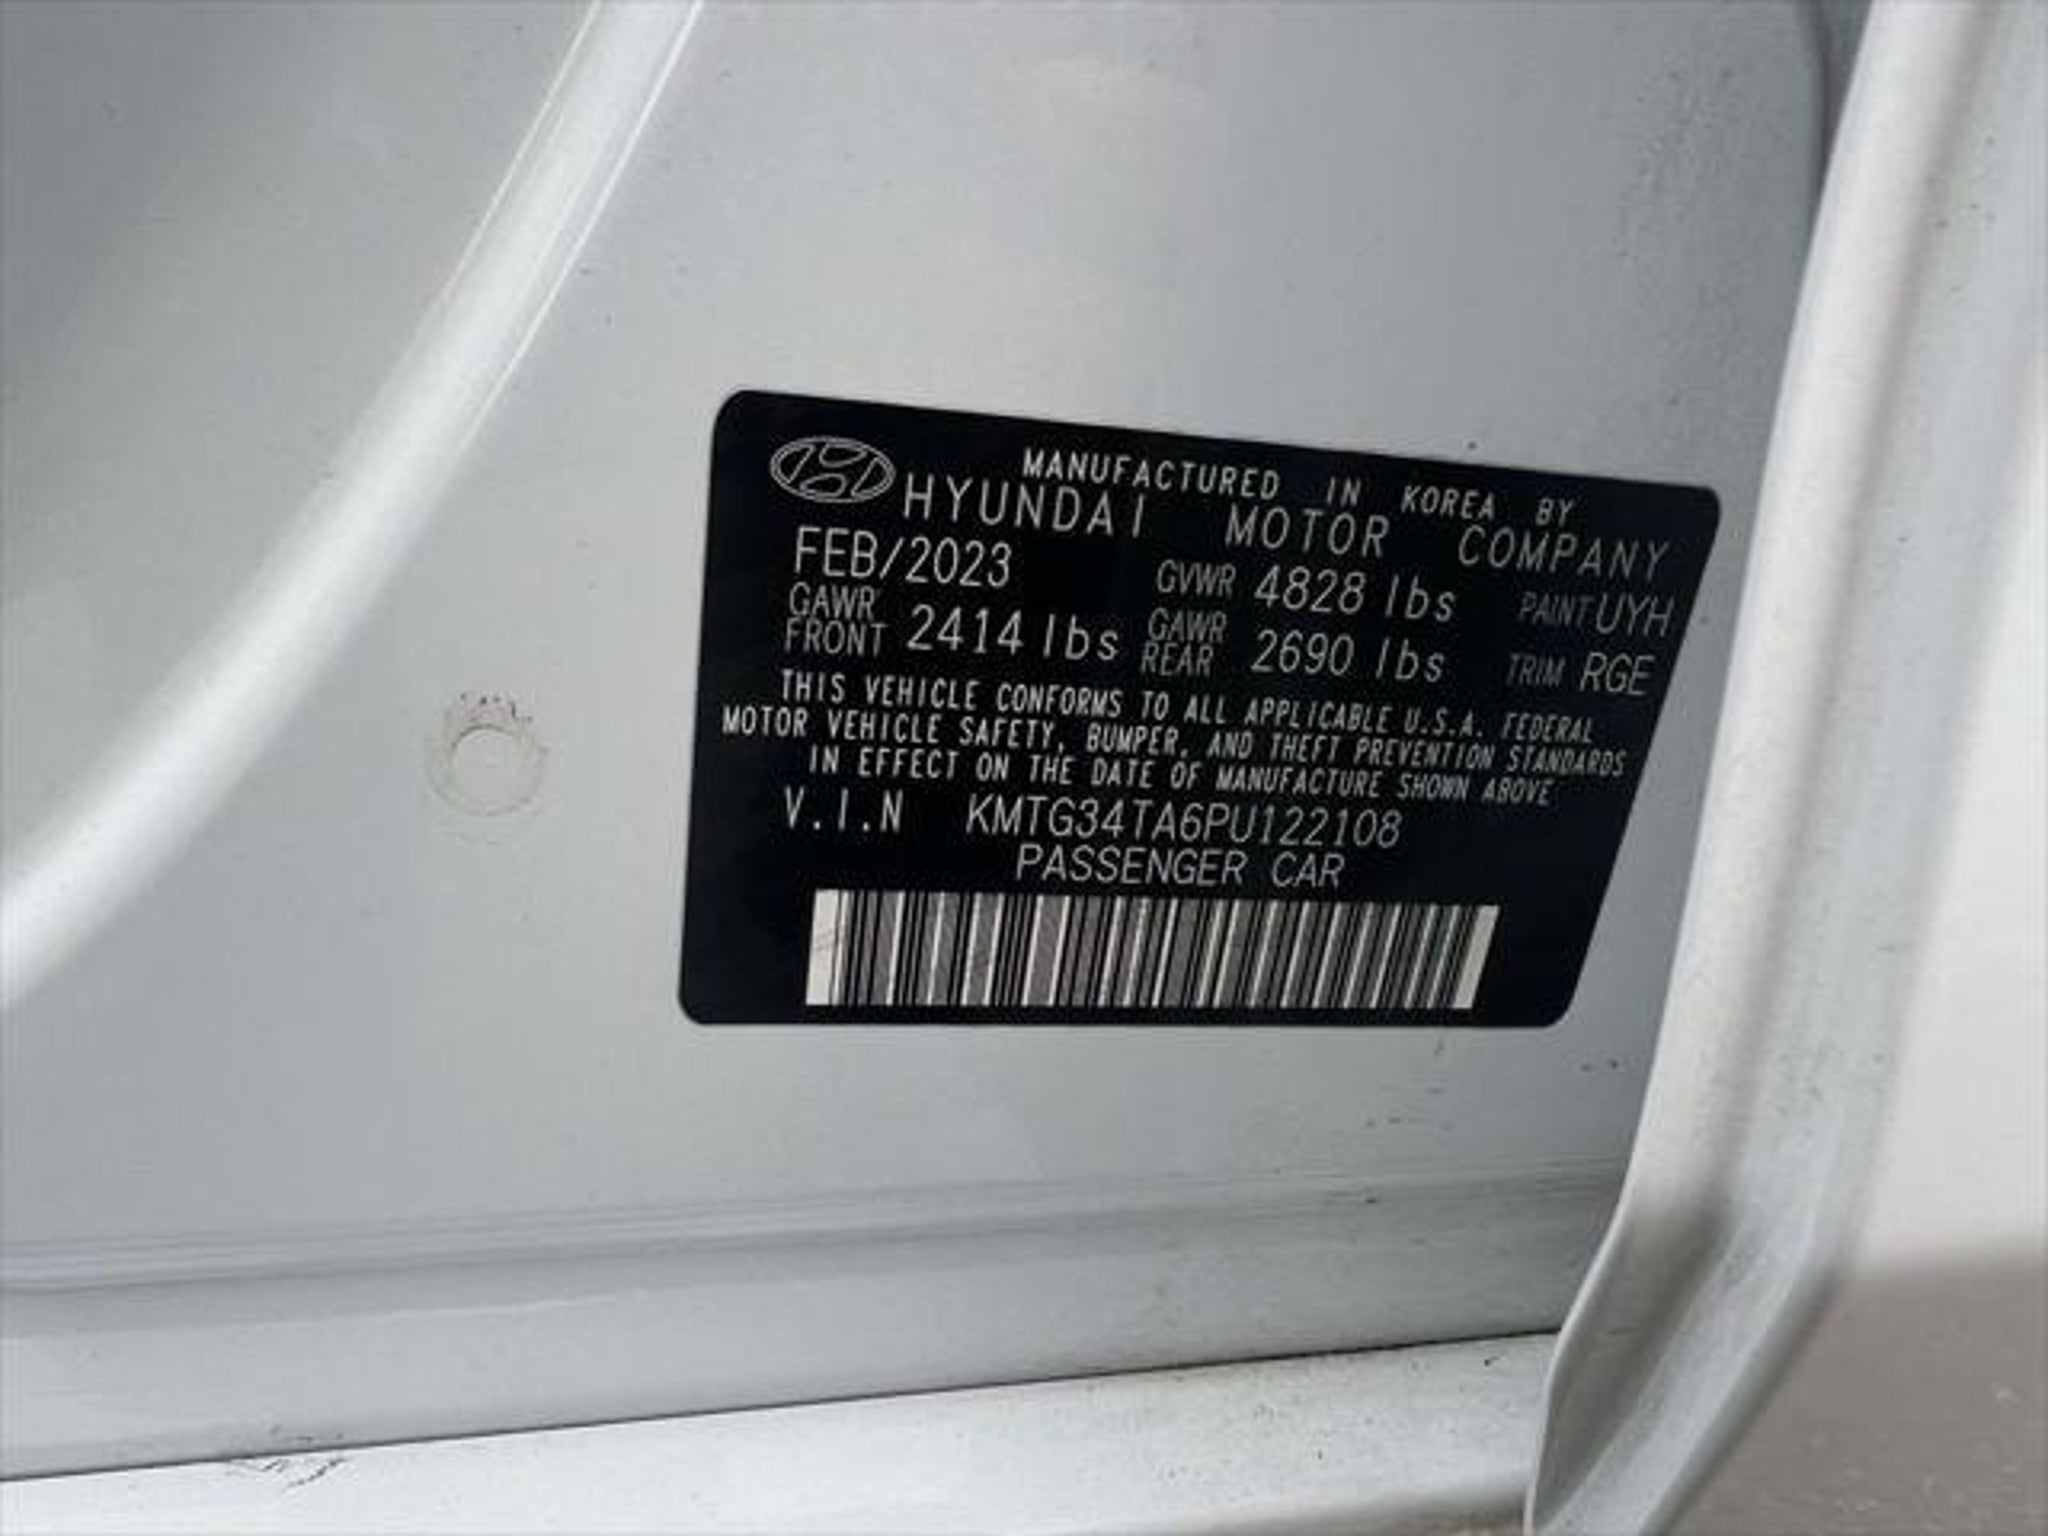 MANUFACTURED IN KOREA BY
HYUNDAI MOTOR COMPANY
FEB/2023 GVWR 4828 lbs PAINT UYH
GAWR FRONT 2414 lbs GAWR REAR 2690 lbs TRIM RGE
THIS VEHICLE CONFORMS TO ALL APPLICABLE U.S.A. FEDERAL
MOTOR VEHICLE SAFETY, BUMPER, AND THEFT PREVENTION STANDARDS
IN EFFECT ON THE DATE OF MANUFACTURE SHOWN ABOVE.
V.I.N KMTG34TA6PU122108
PASSENGER CAR